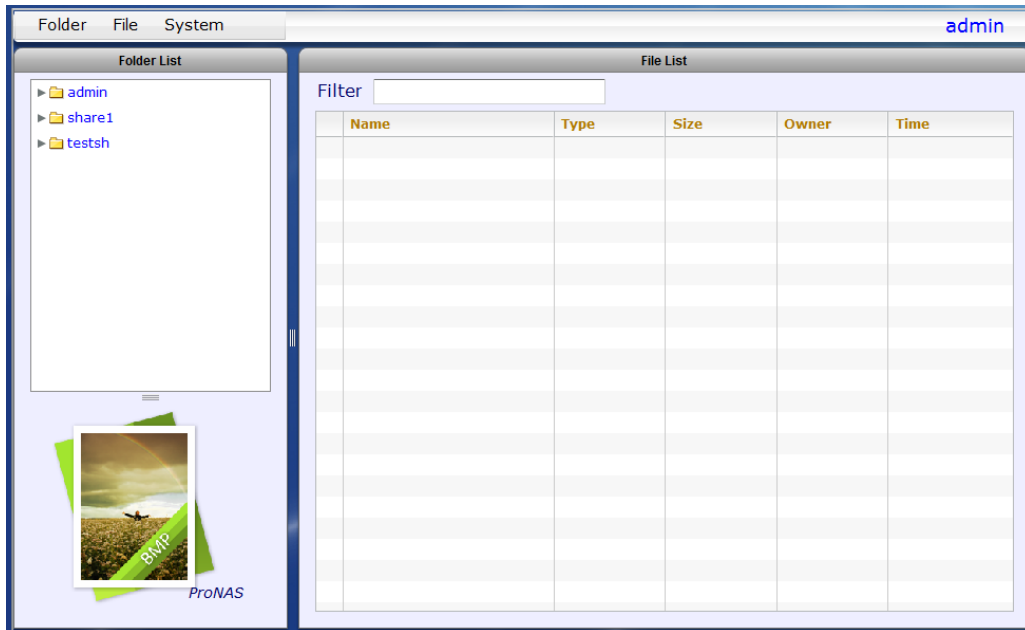 Folder File System admin
Folder List
File List
admin
share1
testsh
Filter
Name Type Size Owner Time
BMP
ProNAS